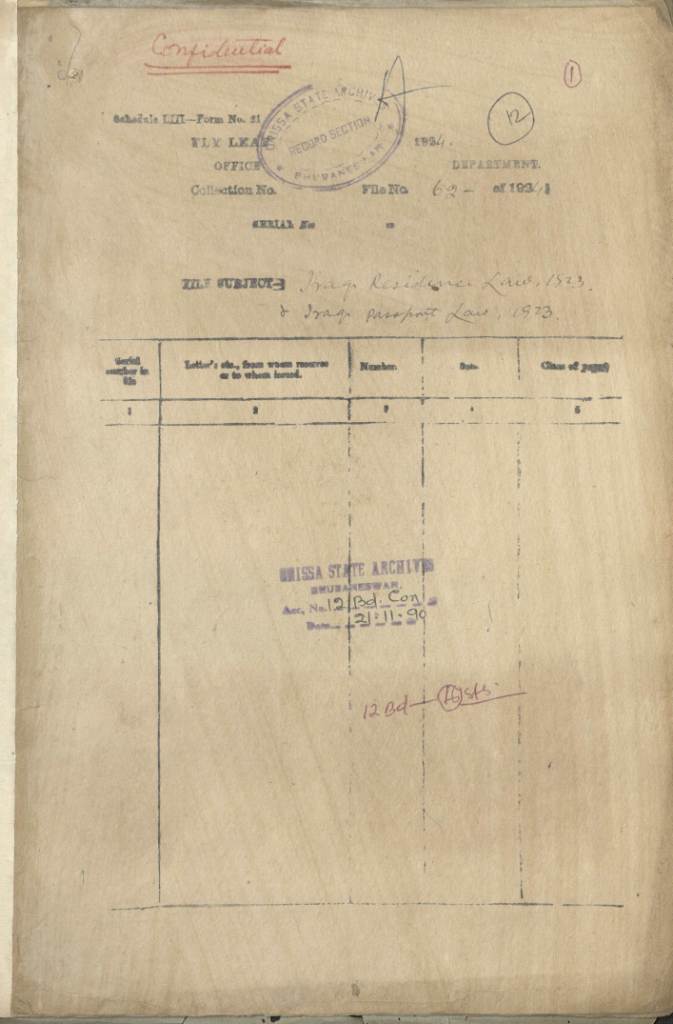 Confidential
1
12
Schedule LIII—Form No. 21
ORISSA STATE ARCHIVES
RECORD SECTION
BHUBANESWAR
FLY LEAF 1924.
OFFICE DEPARTMENT.
Collection No. File No. 62 - of 1924
SERIAL No
FILE SUBJECT— Iraq Residence Law, 1923.
& Iraq Passport Law, 1923.
Serial number in file
Letter's etc., from whom received or to whom issued.
Number.
Date.
Class of papers
1 2 3 4 5
ORISSA STATE ARCHIVES
BHUBANESWAR.
Acc. No. 12 Bd. Con
Date 21-11-90
12 Bd